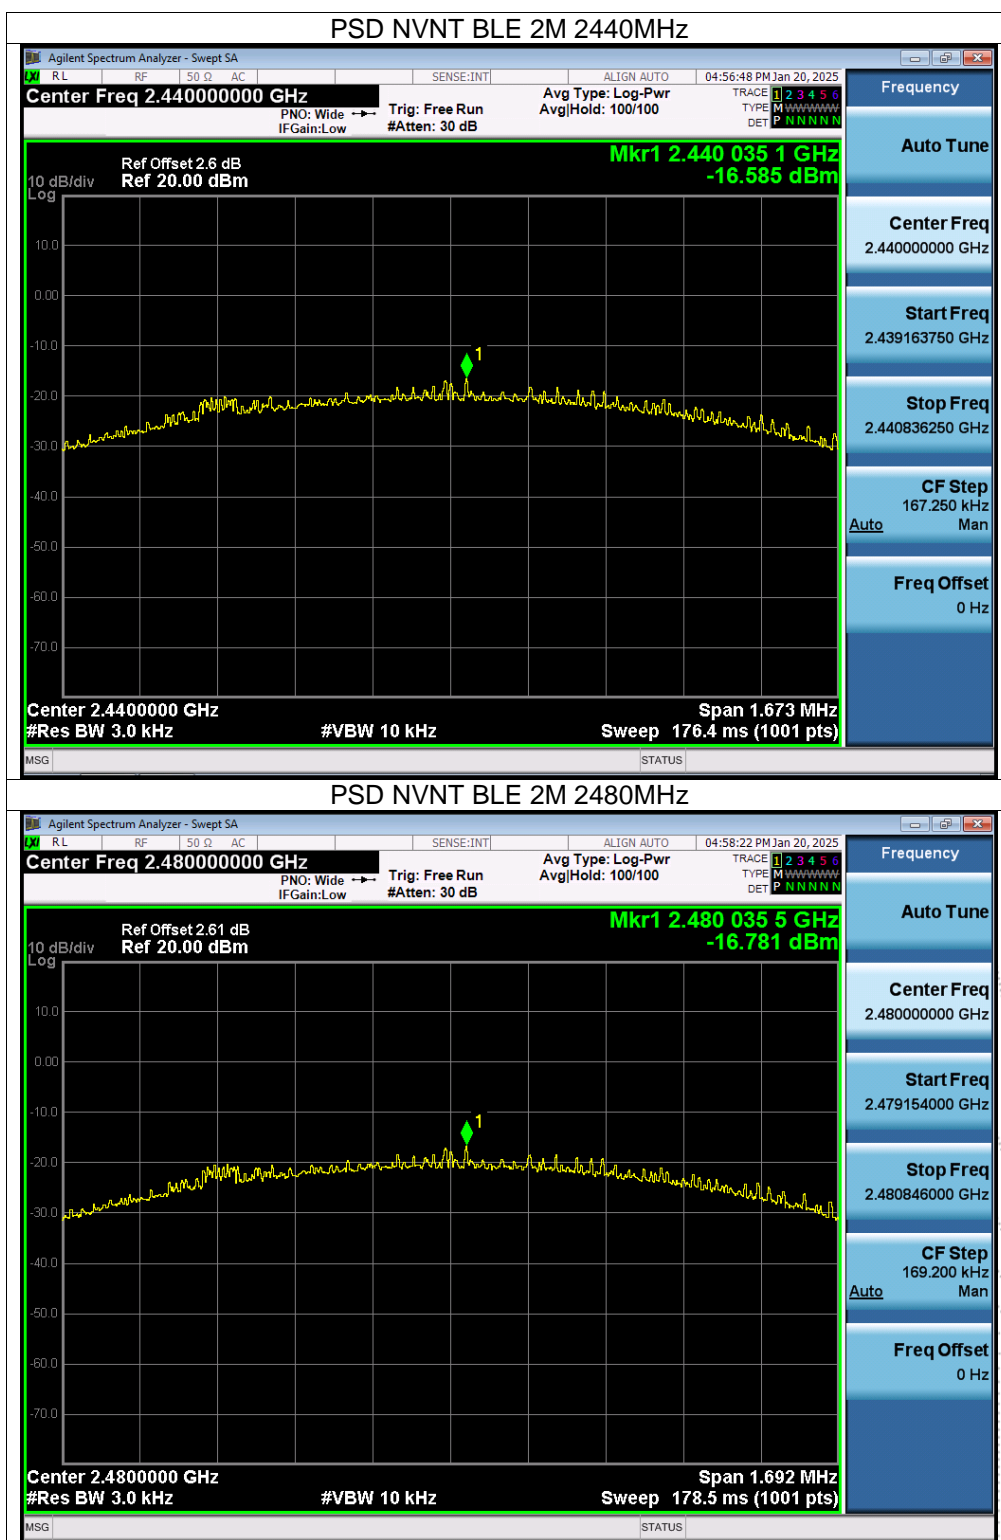 PSD NVNT BLE 2M 2440MHz
Agilent Spectrum Analyzer - Swept SA
LXI RL RF 50 Ω AC SENSE:INT ALIGN AUTO 04:56:48 PM Jan 20, 2025
Center Freq 2.440000000 GHz
PNO: Wide
IFGain:Low
Trig: Free Run
#Atten: 30 dB
Avg Type: Log-Pwr
Avg|Hold: 100/100
TRACE 1 2 3 4 5 6
TYPE M WWWWW
DET P N N N N N
Frequency
Auto Tune
Center Freq
2.440000000 GHz
Start Freq
2.439163750 GHz
Stop Freq
2.440836250 GHz
CF Step
167.250 kHz
Auto Man
Freq Offset
0 Hz
Mkr1 2.440 035 1 GHz
-16.585 dBm
Ref Offset 2.6 dB
10 dB/div Ref 20.00 dBm
Log
10.0
0.00
-10.0
1
-20.0
-30.0
-40.0
-50.0
-60.0
-70.0
Center 2.4400000 GHz Span 1.673 MHz
#Res BW 3.0 kHz #VBW 10 kHz Sweep 176.4 ms (1001 pts)
MSG STATUS
PSD NVNT BLE 2M 2480MHz
Agilent Spectrum Analyzer - Swept SA
LXI RL RF 50 Ω AC SENSE:INT ALIGN AUTO 04:58:22 PM Jan 20, 2025
Center Freq 2.480000000 GHz
PNO: Wide
IFGain:Low
Trig: Free Run
#Atten: 30 dB
Avg Type: Log-Pwr
Avg|Hold: 100/100
TRACE 1 2 3 4 5 6
TYPE M WWWWW
DET P N N N N N
Frequency
Auto Tune
Center Freq
2.480000000 GHz
Start Freq
2.479154000 GHz
Stop Freq
2.480846000 GHz
CF Step
169.200 kHz
Auto Man
Freq Offset
0 Hz
Mkr1 2.480 035 5 GHz
-16.781 dBm
Ref Offset 2.61 dB
10 dB/div Ref 20.00 dBm
Log
10.0
0.00
-10.0
1
-20.0
-30.0
-40.0
-50.0
-60.0
-70.0
Center 2.4800000 GHz Span 1.692 MHz
#Res BW 3.0 kHz #VBW 10 kHz Sweep 178.5 ms (1001 pts)
MSG STATUS